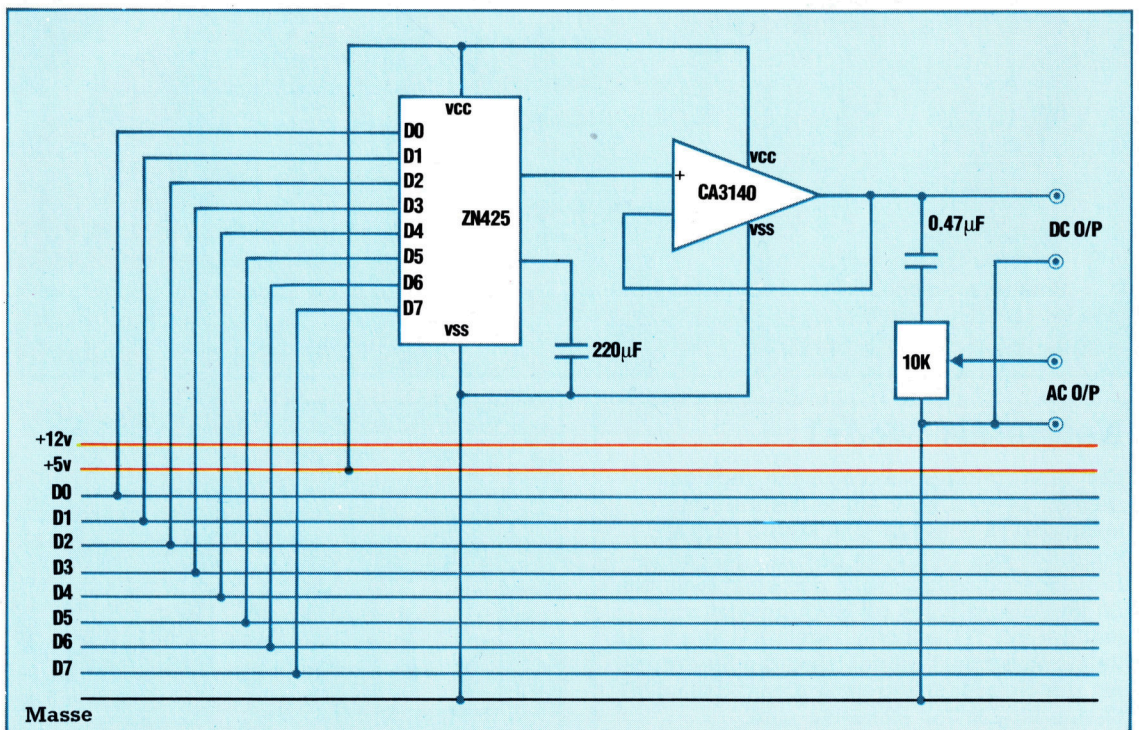 VCC
D0
D1
D2
D3
D4
D5
D6
D7
ZN425
VSS
220µF
+
CA3140
VCC
VSS
0.47µF
10K
DC O/P
AC O/P
+12v
+5v
D0
D1
D2
D3
D4
D5
D6
D7
Masse